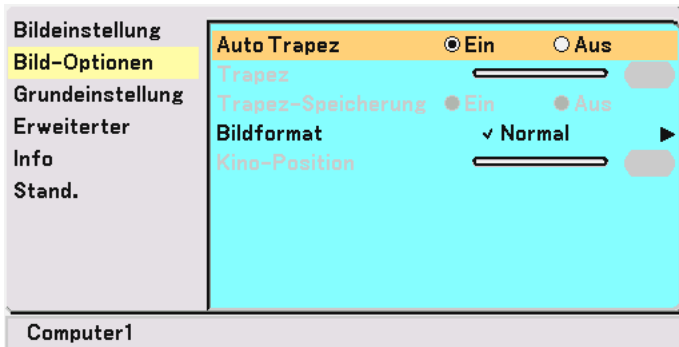 Bildeinstellung
Bild-Optionen
Grundeinstellung
Erweiterter
Info
Stand.
Auto Trapez Ein Aus
Trapez
Trapez-Speicherung Ein Aus
Bildformat ✓ Normal
Kino-Position
Computer1